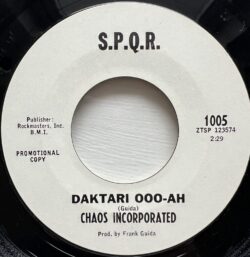 S.P.Q.R.
Publisher:
Rockmasters, Inc.
B.M.I.
1005
ZTSP 123574
2:29
PROMOTIONAL
COPY
DAKTARI OOO-AH
(Guida)
CHAOS INCORPORATED
Prod. by Frank Guida